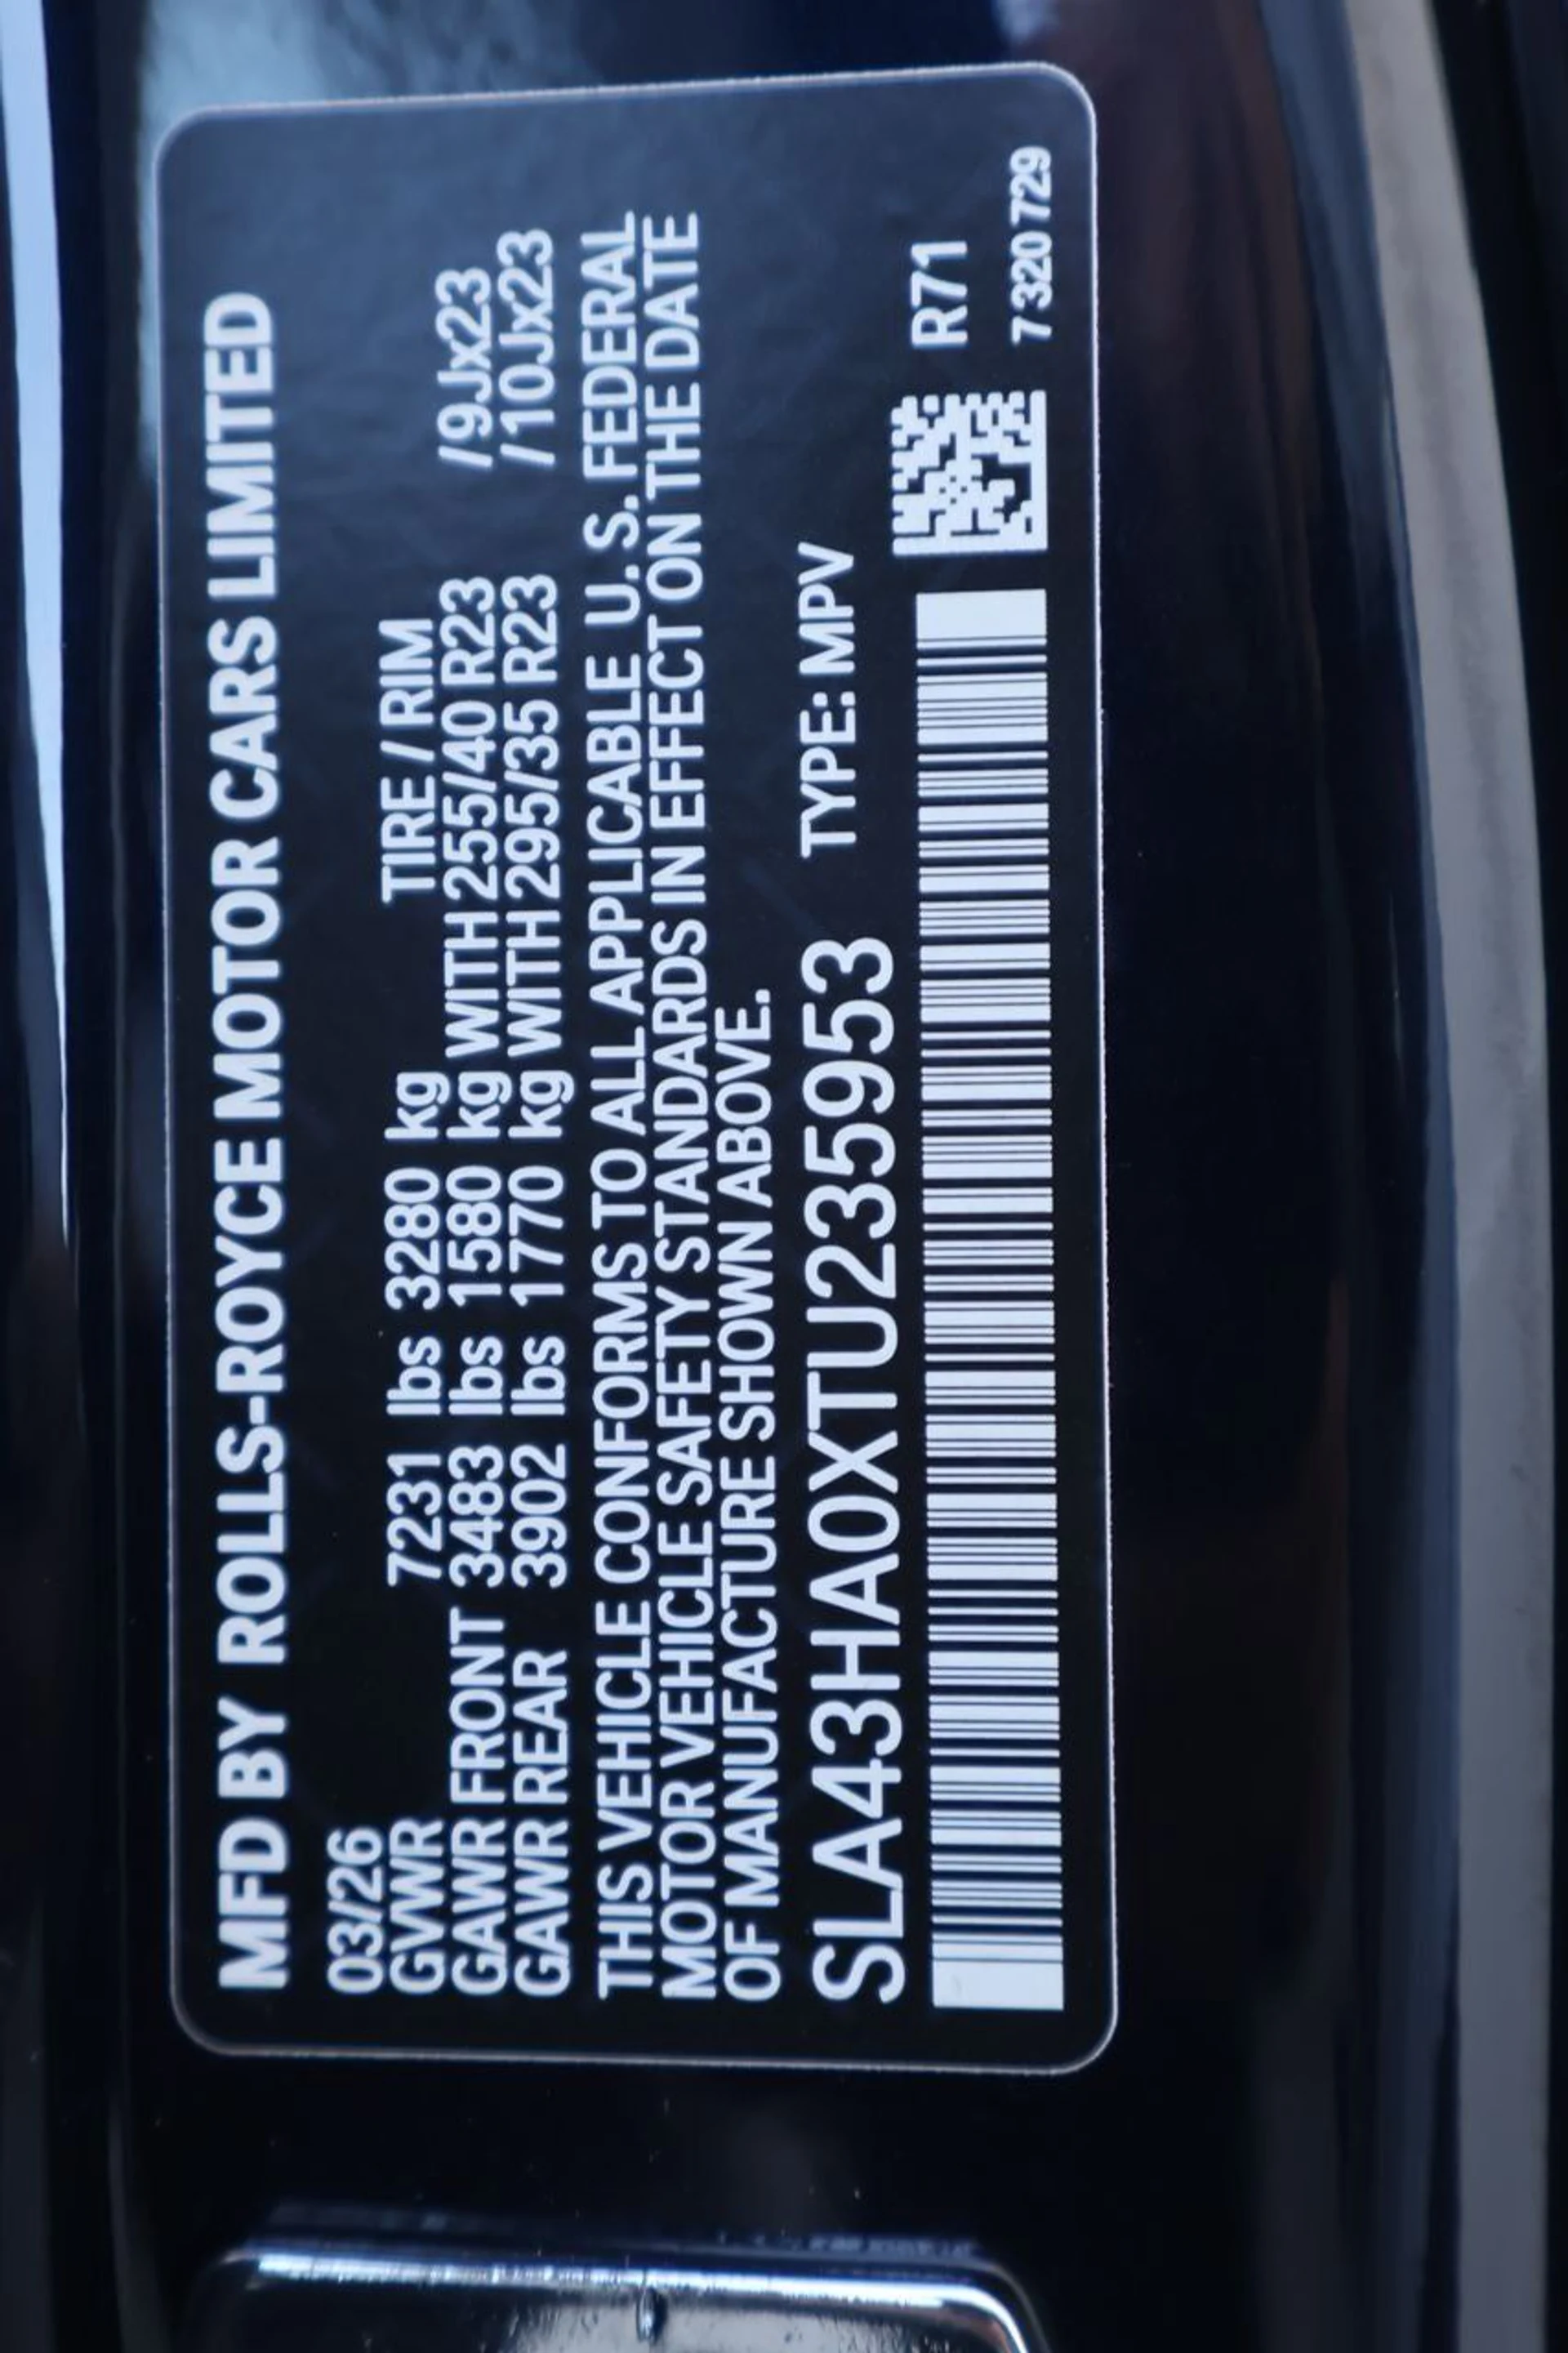 MFD BY ROLLS-ROYCE MOTOR CARS LIMITED
03/26
GVWR 7231 lbs 3280 kg TIRE / RIM
GAWR FRONT 3483 lbs 1580 kg WITH 255/40 R23 /9Jx23
GAWR REAR 3902 lbs 1770 kg WITH 295/35 R23 /10Jx23
THIS VEHICLE CONFORMS TO ALL APPLICABLE U. S. FEDERAL
MOTOR VEHICLE SAFETY STANDARDS IN EFFECT ON THE DATE
OF MANUFACTURE SHOWN ABOVE.
SLA43HA0XTU235953 TYPE: MPV
R71
7 320 729